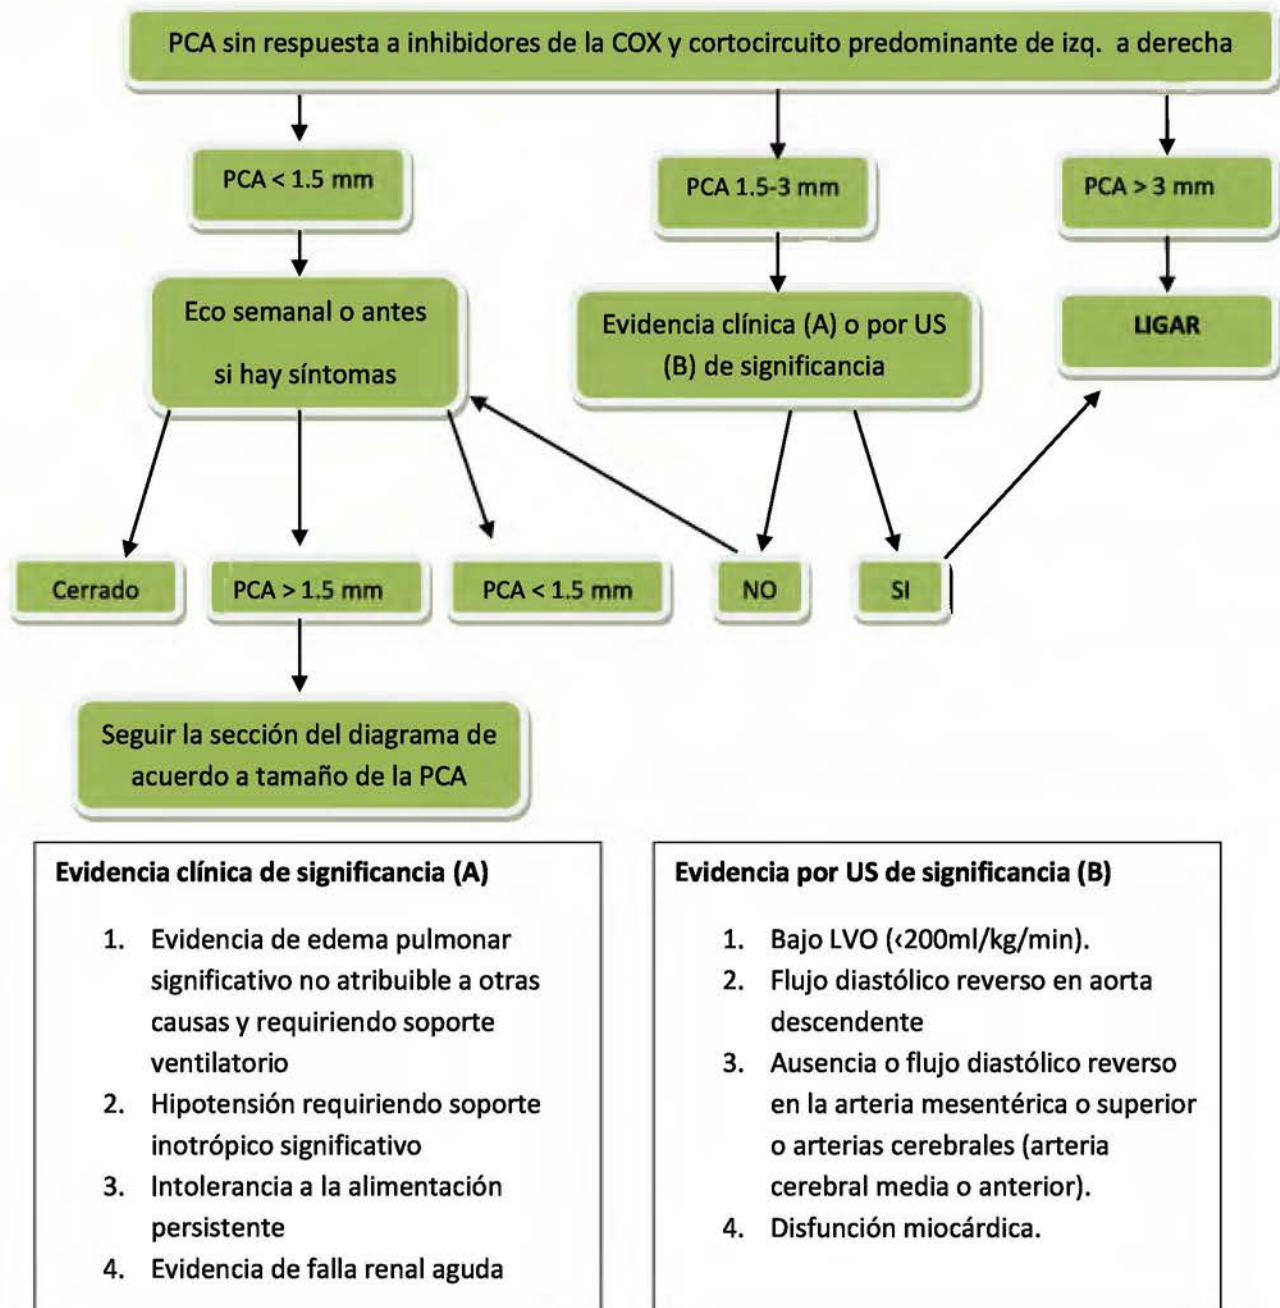 PCA sin respuesta a inhibidores de la COX y cortocircuito predominante de izq. a derecha
PCA < 1.5 mm
PCA 1.5-3 mm
PCA > 3 mm
Eco semanal o antes
si hay síntomas
Evidencia clínica (A) o por US
(B) de significancia
LIGAR
Cerrado
PCA > 1.5 mm
PCA < 1.5 mm
NO
SI
Seguir la sección del diagrama de
acuerdo a tamaño de la PCA
Evidencia clínica de significancia (A)
1. Evidencia de edema pulmonar
significativo no atribuible a otras
causas y requiriendo soporte
ventilatorio
2. Hipotensión requiriendo soporte
inotrópico significativo
3. Intolerancia a la alimentación
persistente
4. Evidencia de falla renal aguda
Evidencia por US de significancia (B)
1. Bajo LVO (‹200ml/kg/min).
2. Flujo diastólico reverso en aorta
descendente
3. Ausencia o flujo diastólico reverso
en la arteria mesentérica o superior
o arterias cerebrales (arteria
cerebral media o anterior).
4. Disfunción miocárdica.